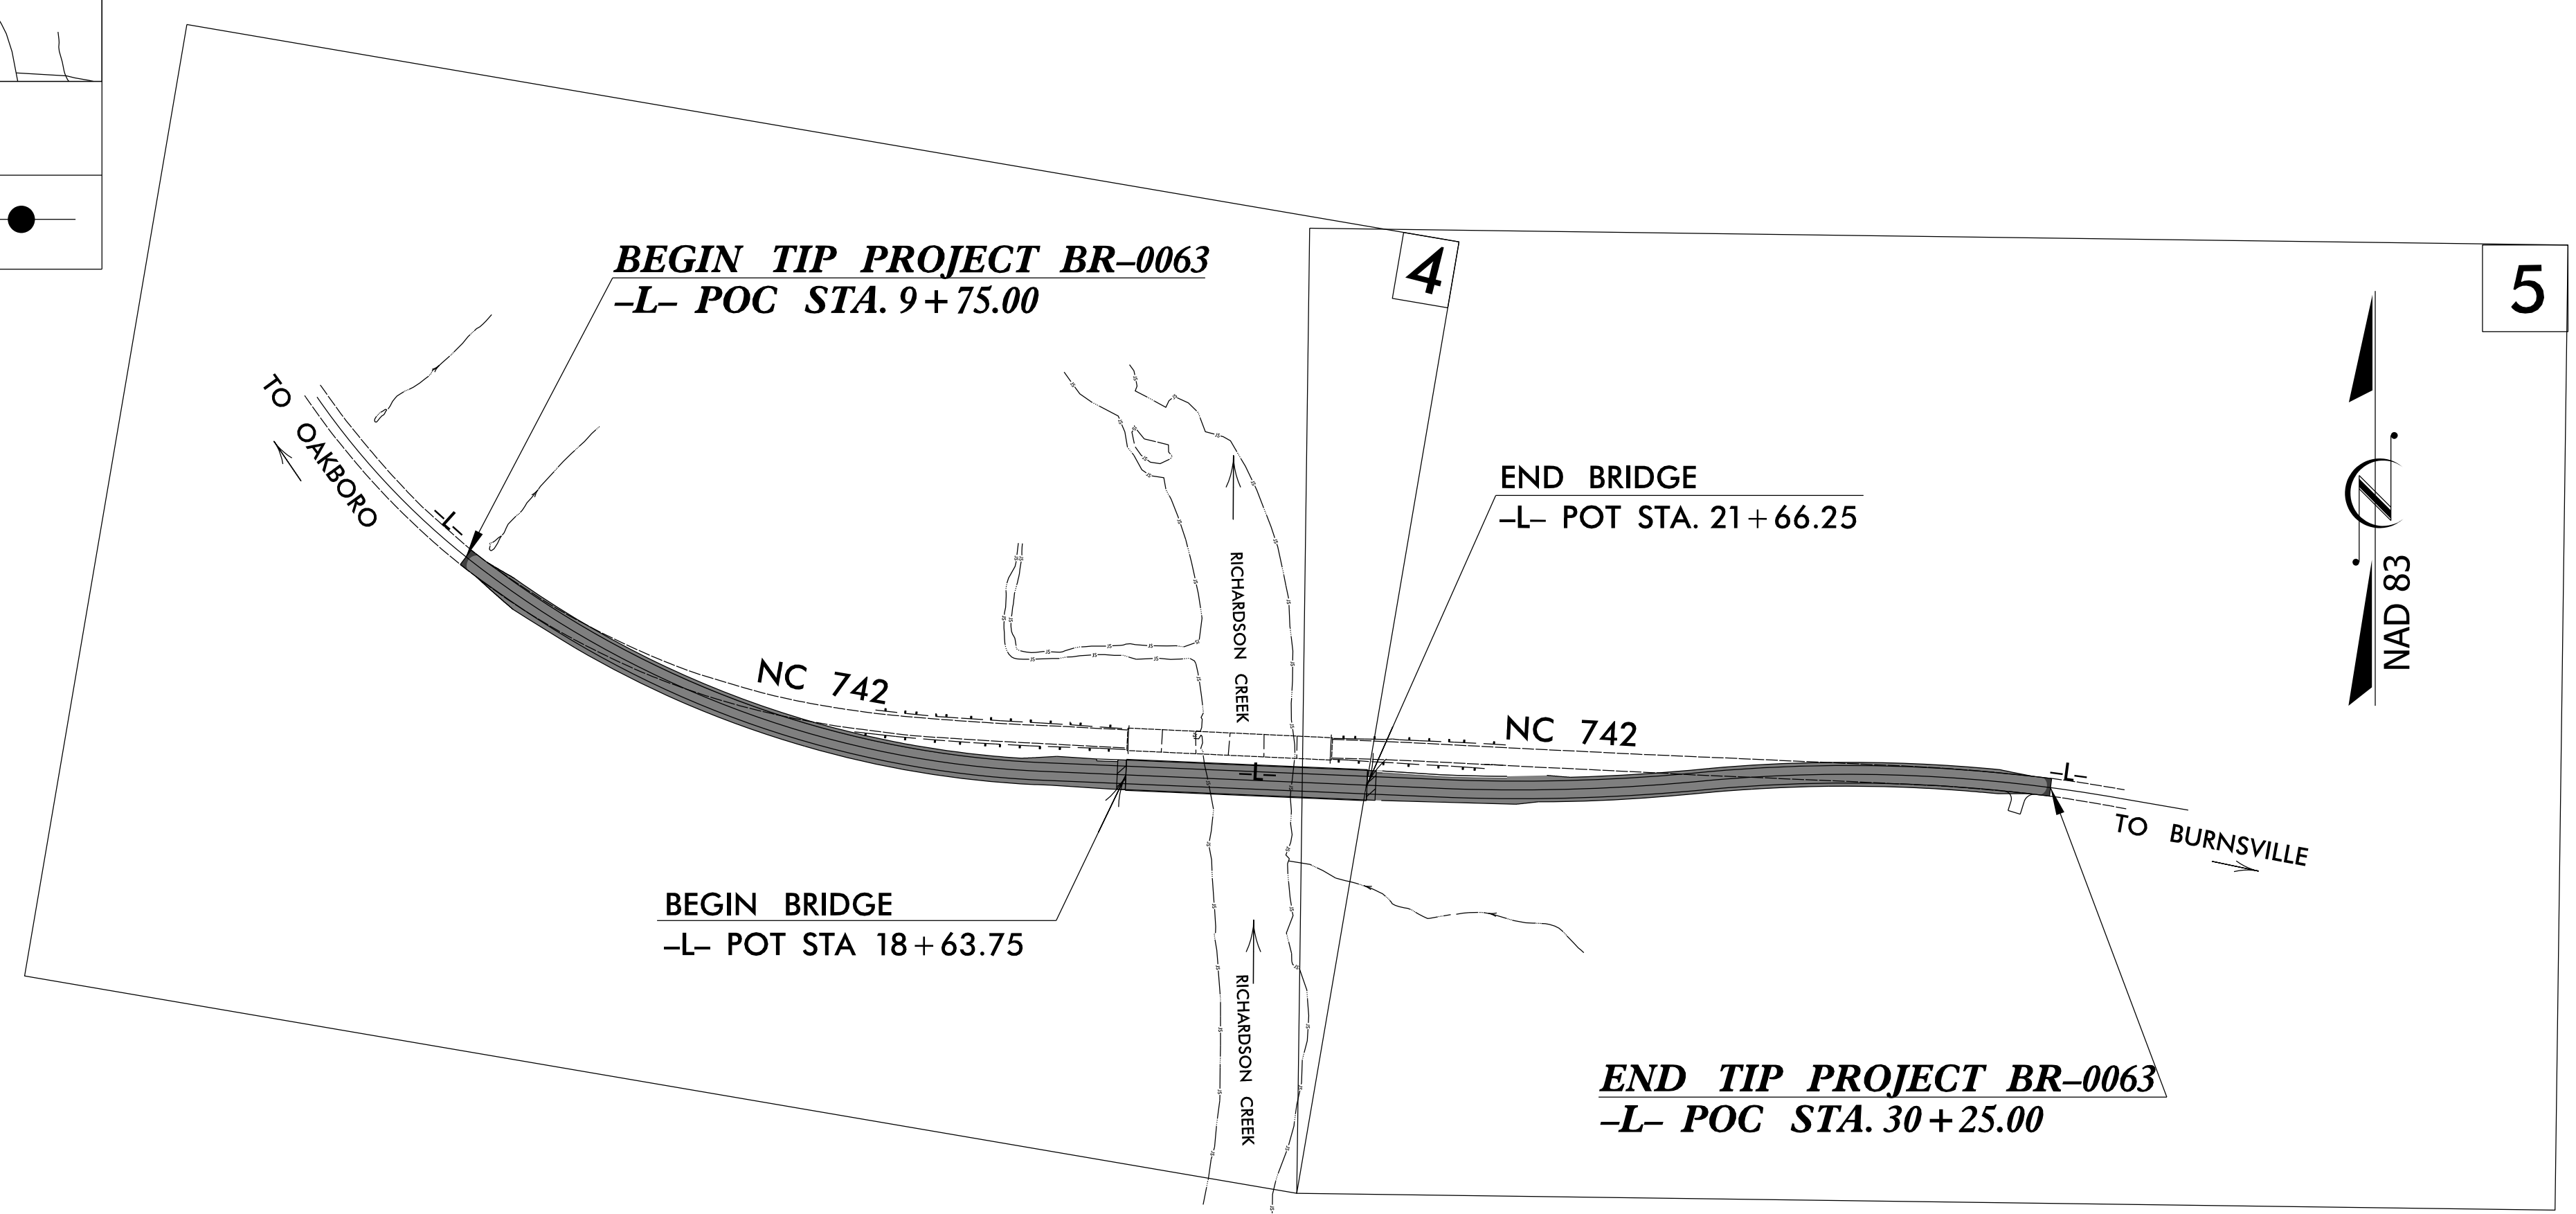 BEGIN TIP PROJECT BR–0063
–L– POC STA. 9+75.00
4
5
TO OAKBORO
–L–
END BRIDGE
–L– POT STA. 21+66.25
RICHARDSON CREEK
NAD 83
NC 742
NC 742
–L–
–L–
TO BURNSVILLE
BEGIN BRIDGE
–L– POT STA 18+63.75
RICHARDSON CREEK
END TIP PROJECT BR–0063
–L– POC STA. 30+25.00